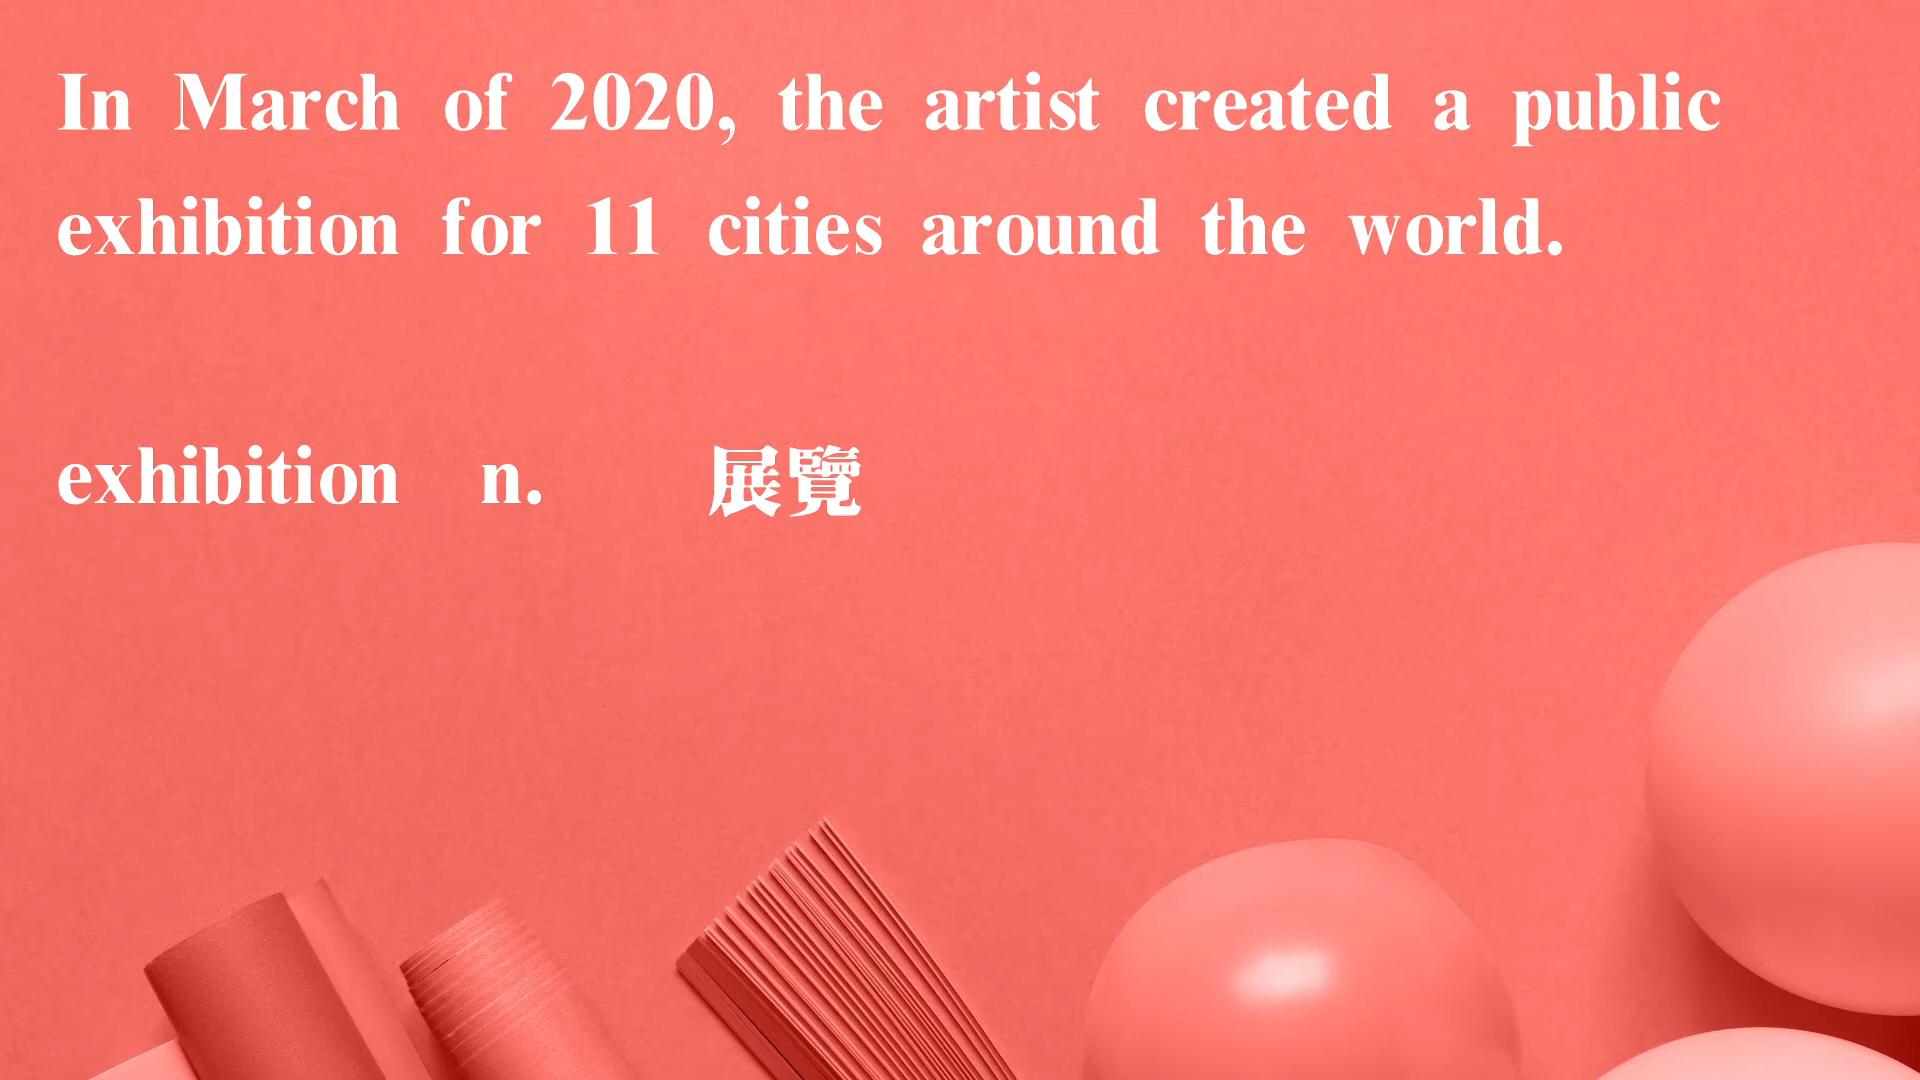 In March of 2020, the artist created a public
exhibition for 11 cities around the world.
exhibition n. 展覽